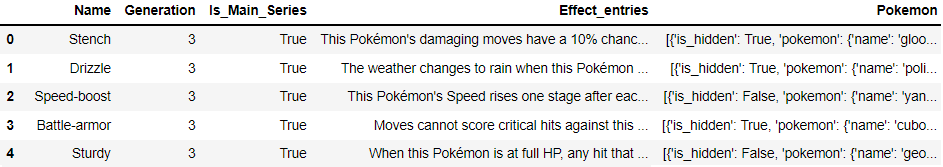 Name Generation Is_Main_Series Effect_entries Pokemon
0 Stench 3 True This Pokémon's damaging moves have a 10% chanc... [{'is_hidden': True, 'pokemon': {'name': 'gloo...
1 Drizzle 3 True The weather changes to rain when this Pokémon ... [{'is_hidden': True, 'pokemon': {'name': 'poli...
2 Speed-boost 3 True This Pokémon's Speed rises one stage after eac... [{'is_hidden': False, 'pokemon': {'name': 'yan...
3 Battle-armor 3 True Moves cannot score critical hits against this ... [{'is_hidden': True, 'pokemon': {'name': 'cubo...
4 Sturdy 3 True When this Pokémon is at full HP, any hit that ... [{'is_hidden': False, 'pokemon': {'name': 'geo...